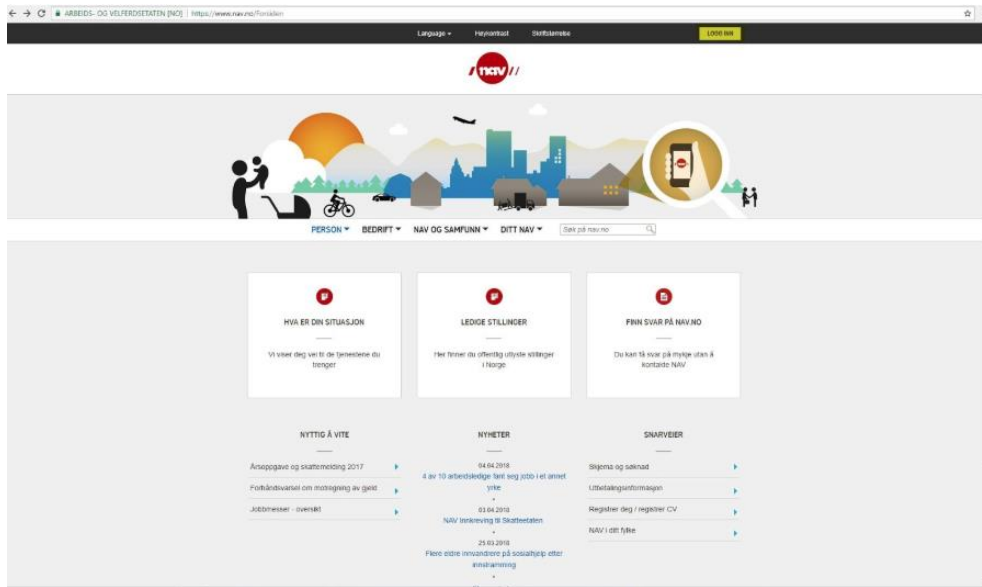 ARBEIDS- OG VELFERDSETATEN [NO] | https://www.nav.no/Forsiden
Language Høykontrast Skriftstørrelse LOGG INN
nav
PERSON BEDRIFT NAV OG SAMFUNN DITT NAV Søk på nav.no
HVA ER DIN SITUASJON
Vi viser deg vei til de tjenestene du
trenger
LEDIGE STILLINGER
Her finner du offentlig utlyste stillinger
i Norge
FINN SVAR PÅ NAV.NO
Du kan få svar på mykje utan å
kontakte NAV
NYTTIG Å VITE
Årsoppgave og skattemelding 2017
Forhåndsvarsel om motregning av gjeld
Jobbmesser - oversikt
NYHETER
04.04.2018
4 av 10 arbeidsledige fant seg jobb i et annet
yrke
03.04.2018
NAV Innkreving til Skatteetaten
25.03.2018
Flere eldre innvandrere på sosialhjelp etter
innstramming
SNARVEIER
Skjema og søknad
Utbetalingsinformasjon
Registrer deg / registrer CV
NAV i ditt fylke